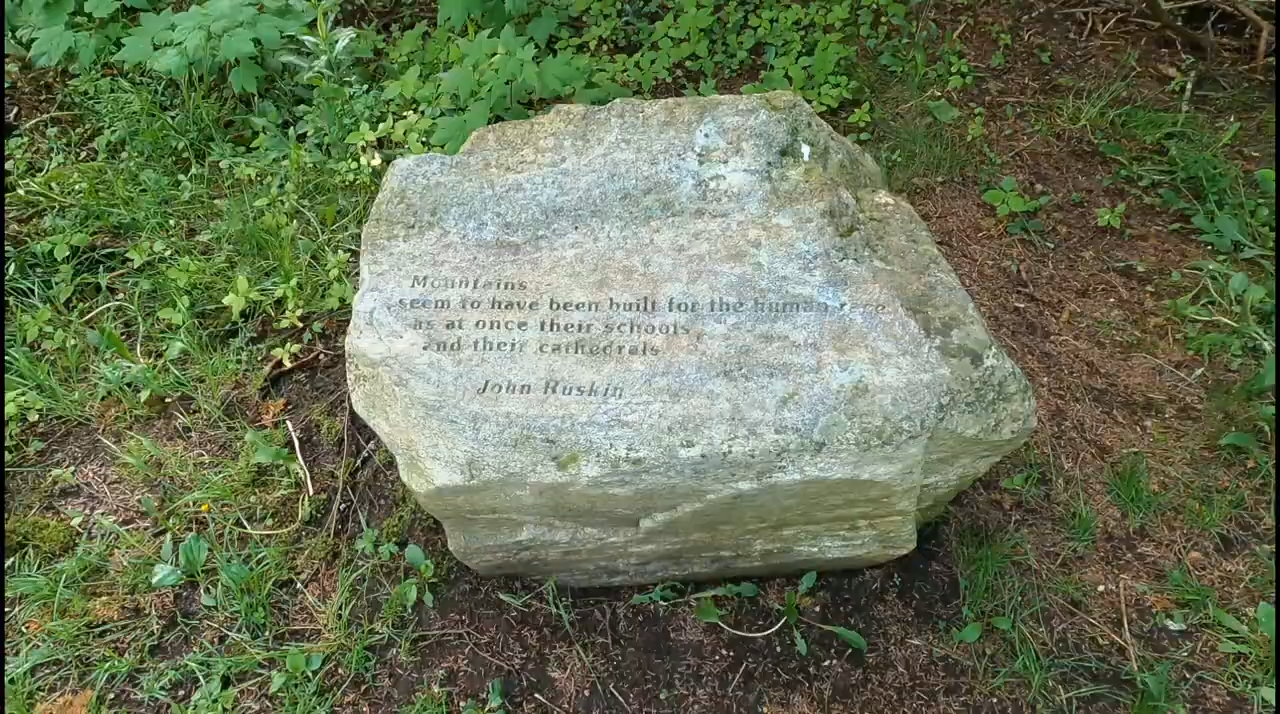 Mountains
seem to have been built for the human race
as at once their schools
and their cathedrals
John Ruskin